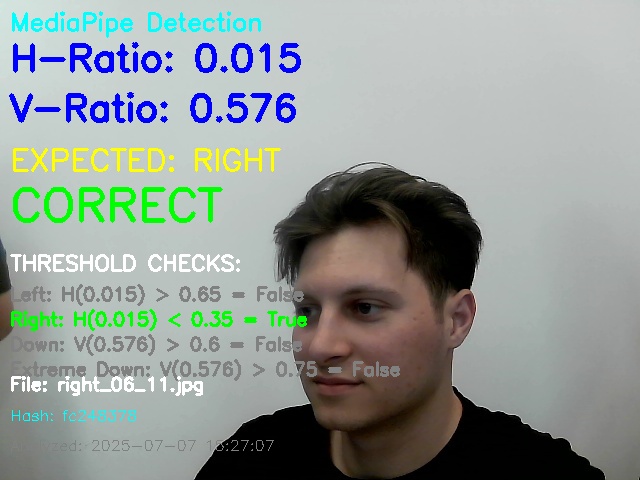 MediaPipe Detection
H-Ratio: 0.015
V-Ratio: 0.576
EXPECTED: RIGHT
CORRECT
THRESHOLD CHECKS:
Left: H(0.015) > 0.65 = False
Right: H(0.015) < 0.35 = True
Down: V(0.576) > 0.6 = False
Extreme Down: V(0.576) > 0.75 = False
File: right_06_11.jpg
Hash:
2025-07-07 18:27:07